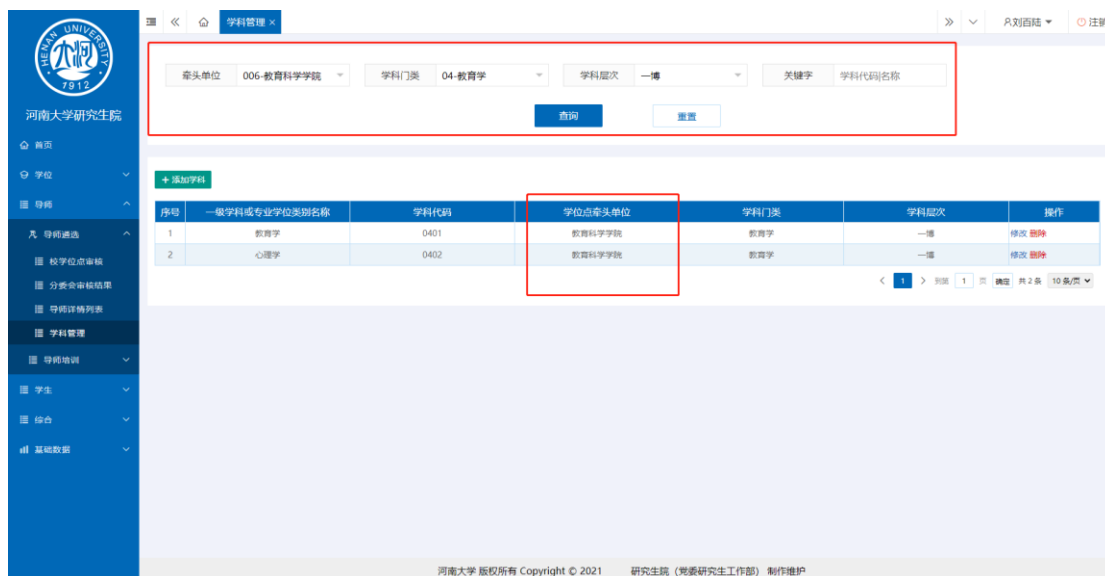 HENAN UNIVERSITY
1912
河南大学研究生院
首页
学位
导师
导师遴选
校学位点审核
分委会审核结果
导师详情列表
学科管理
导师培训
学生
综合
基础数据
学科管理 ×
刘百陆
注销
牵头单位 006-教育科学学院 学科门类 04-教育学 学科层次 一博 关键字 学科代码|名称
查询 重置
+ 添加学科
序号 一级学科或专业学位类别名称 学科代码 学位点牵头单位 学科门类 学科层次 操作
1 教育学 0401 教育科学学院 教育学 一博 修改 删除
2 心理学 0402 教育科学学院 教育学 一博 修改 删除
< 1 > 到第 1 页 确定 共 2 条 10 条/页
河南大学 版权所有 Copyright © 2021 研究生院（党委研究生工作部） 制作维护